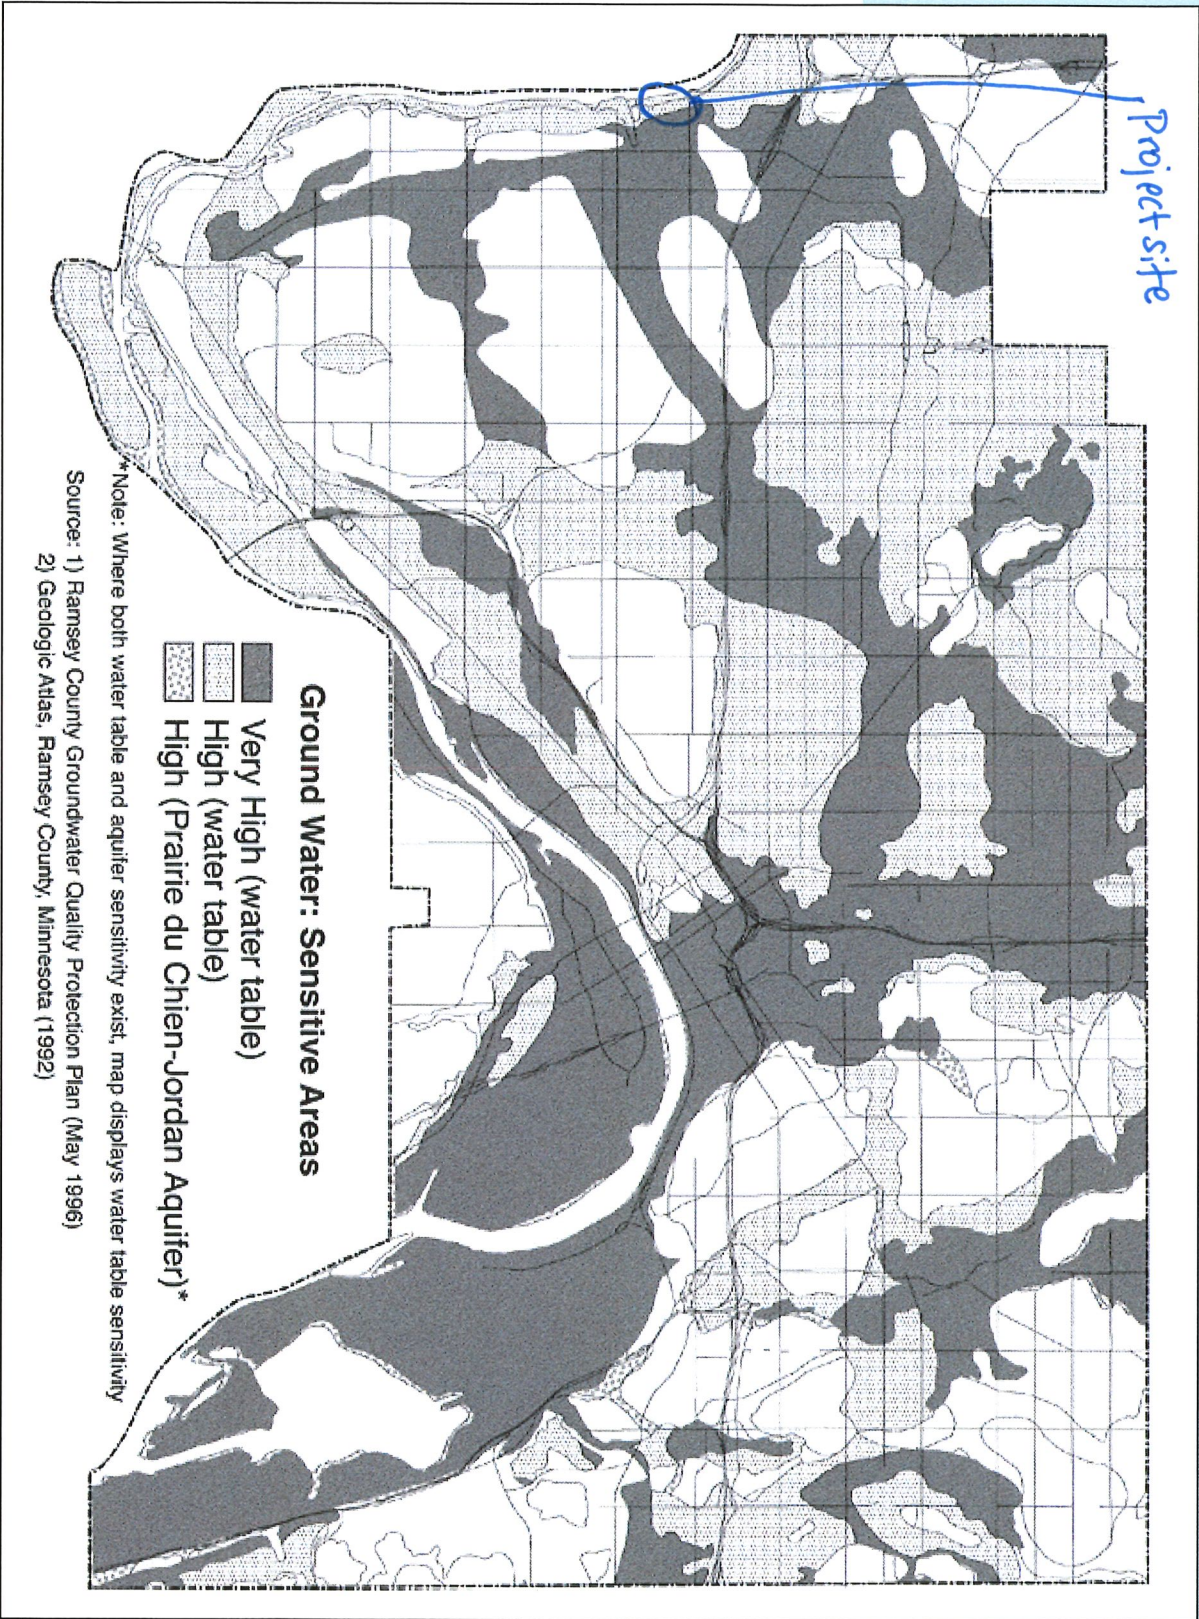 Project site
Ground Water: Sensitive Areas
Very High (water table)
High (water table)
High (Prairie du Chien-Jordan Aquifer)*
*Note: Where both water table and aquifer sensitivity exist, map displays water table sensitivity
Source: 1) Ramsey County Groundwater Quality Protection Plan (May 1996)
2) Geologic Atlas, Ramsey County, Minnesota (1992)